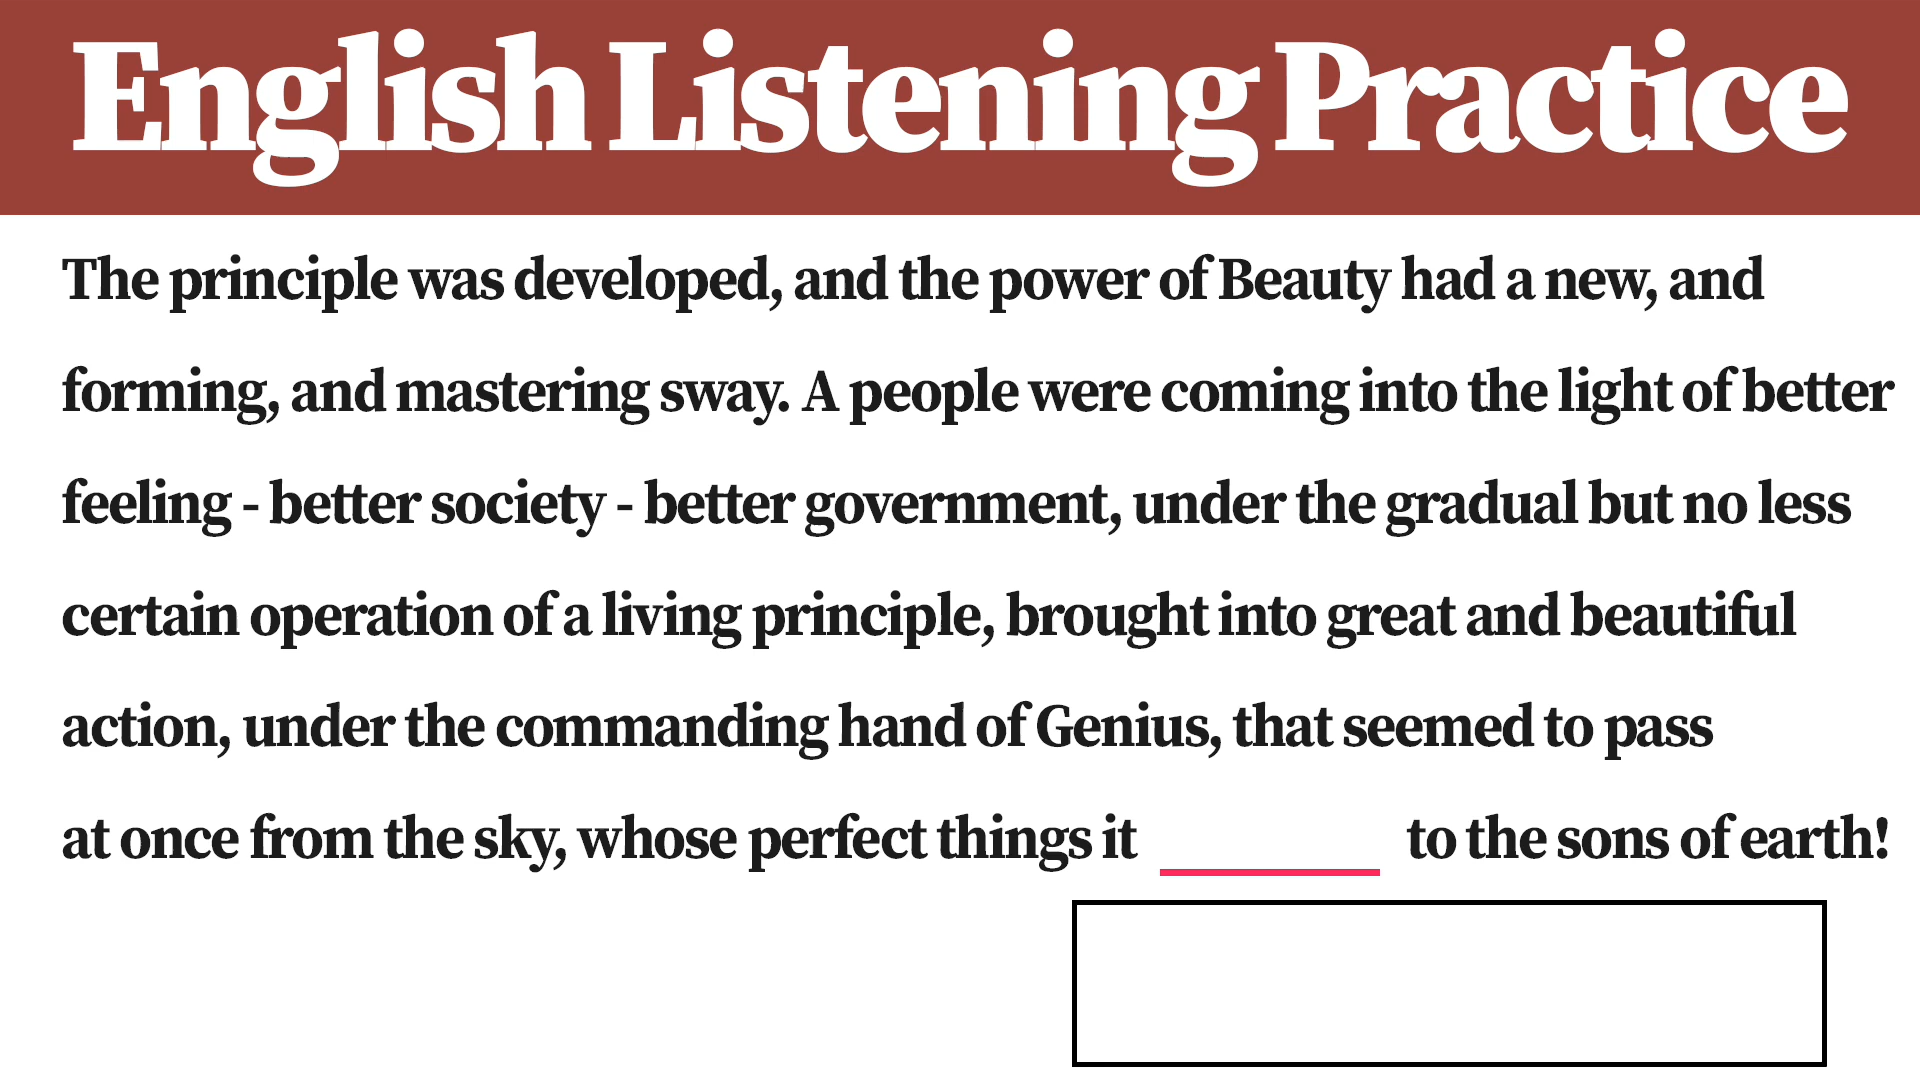 English Listening Practice
The principle was developed, and the power of Beauty had a new, and
forming, and mastering sway. A people were coming into the light of better
feeling - better society - better government, under the gradual but no less
certain operation of a living principle, brought into great and beautiful
action, under the commanding hand of Genius, that seemed to pass
at once from the sky, whose perfect things it to the sons of earth!